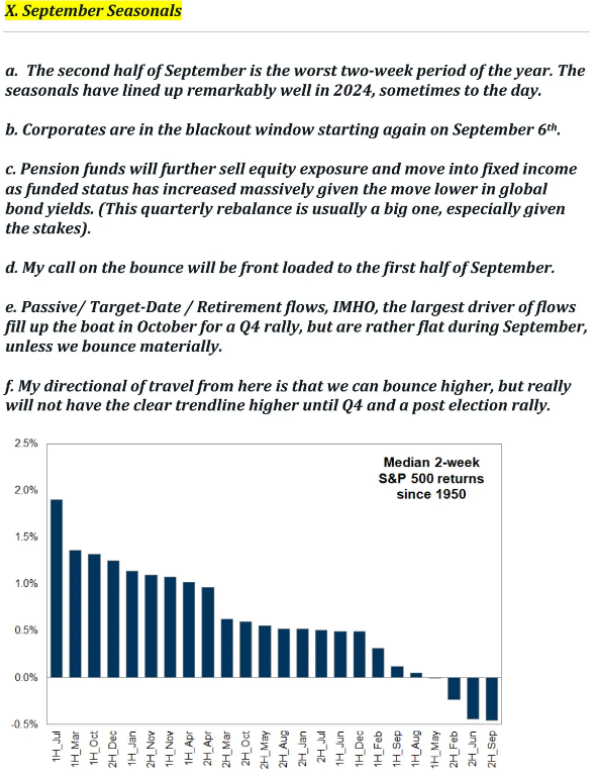 X. September Seasonals
a. The second half of September is the worst two-week period of the year. The
seasonals have lined up remarkably well in 2024, sometimes to the day.
b. Corporates are in the blackout window starting again on September 6th.
c. Pension funds will further sell equity exposure and move into fixed income
as funded status has increased massively given the move lower in global
bond yields. (This quarterly rebalance is usually a big one, especially given
the stakes).
d. My call on the bounce will be front loaded to the first half of September.
e. Passive/ Target-Date / Retirement flows, IMHO, the largest driver of flows
fill up the boat in October for a Q4 rally, but are rather flat during September,
unless we bounce materially.
f. My directional of travel from here is that we can bounce higher, but really
will not have the clear trendline higher until Q4 and a post election rally.
Median 2-week
S&P 500 returns
since 1950
2.5%
2.0%
1.5%
1.0%
0.5%
0.0%
-0.5%
1H_Jul
1H_Mar
1H_Oct
2H_Dec
1H_Jan
2H_Nov
1H_Nov
1H_Apr
2H_Apr
2H_Mar
2H_Oct
2H_May
2H_Aug
2H_Jan
2H_Jul
1H_Jun
1H_Dec
1H_Feb
1H_Sep
1H_Aug
1H_May
2H_Feb
2H_Jun
2H_Sep